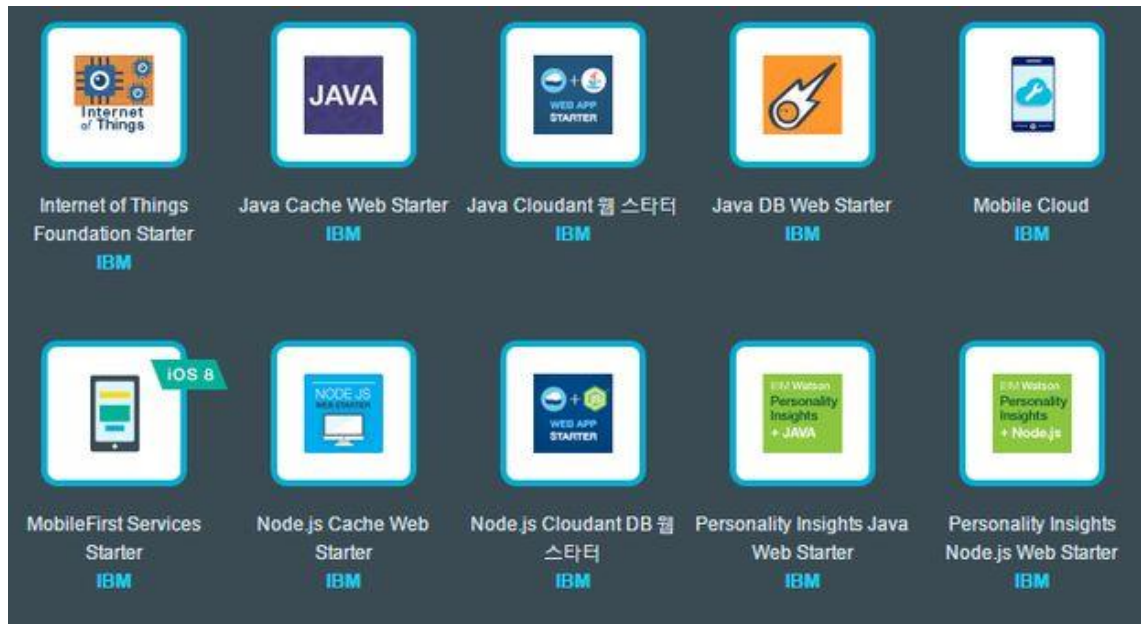 Internet
of Things
JAVA
+
WEB APP
STARTER
Internet of Things
Foundation Starter
IBM
Java Cache Web Starter
IBM
Java Cloudant 웹 스타터
IBM
Java DB Web Starter
IBM
Mobile Cloud
IBM
iOS 8
NODE JS
WEB STARTER
+ JS
WEB APP
STARTER
IBM Watson
Personality
Insights
+ JAVA
IBM Watson
Personality
Insights
+ Node.js
MobileFirst Services
Starter
IBM
Node.js Cache Web
Starter
IBM
Node.js Cloudant DB 웹
스타터
IBM
Personality Insights Java
Web Starter
IBM
Personality Insights
Node.js Web Starter
IBM